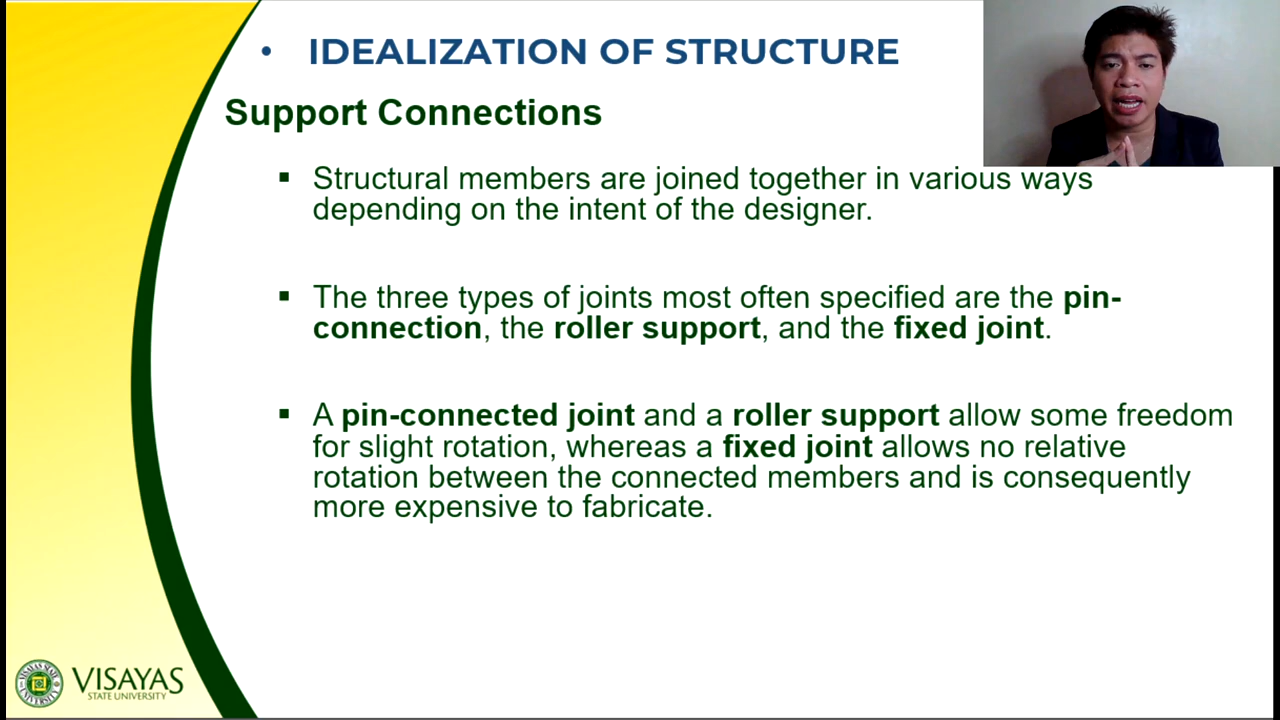 • IDEALIZATION OF STRUCTURE
Support Connections
▪ Structural members are joined together in various ways
depending on the intent of the designer.
▪ The three types of joints most often specified are the pin-
connection, the roller support, and the fixed joint.
▪ A pin-connected joint and a roller support allow some freedom
for slight rotation, whereas a fixed joint allows no relative
rotation between the connected members and is consequently
more expensive to fabricate.
VISAYAS
STATE UNIVERSITY